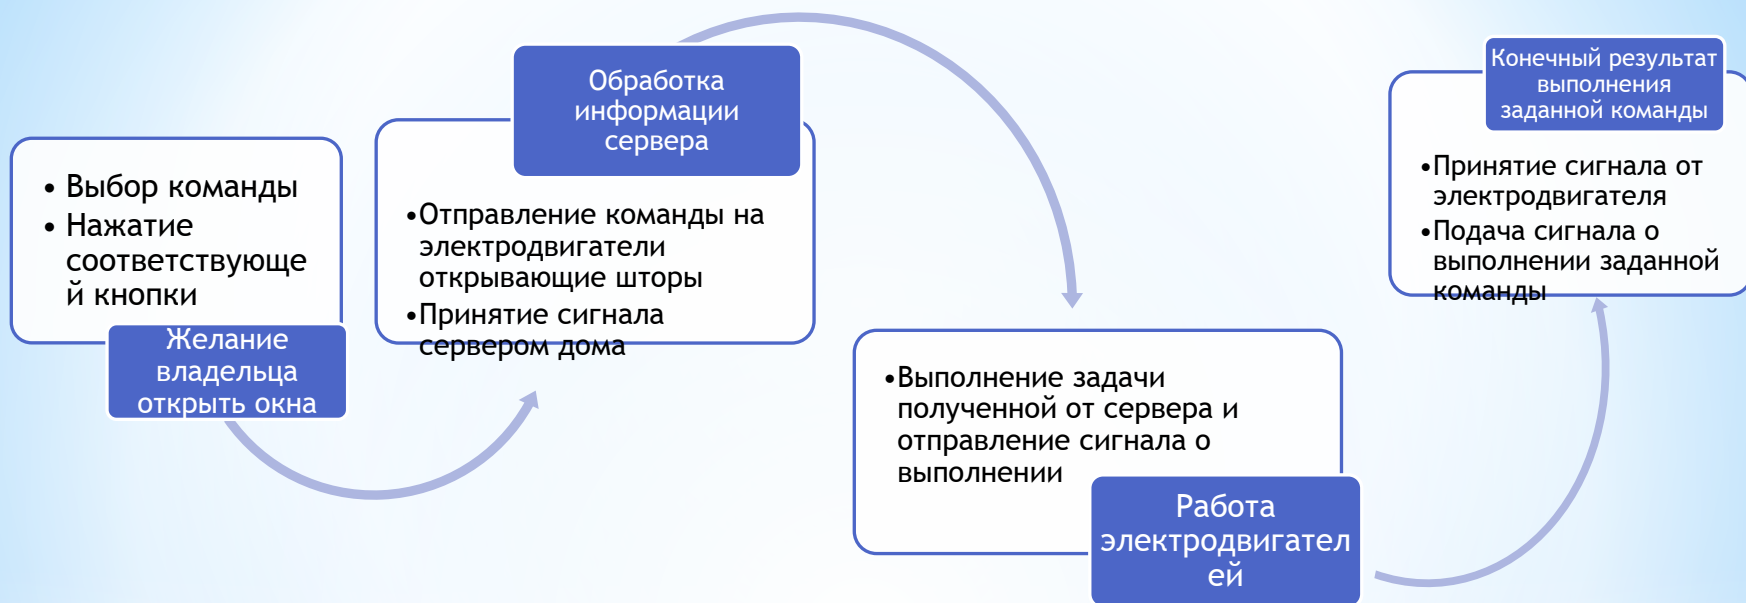 • Выбор команды
• Нажатие
соответствующе
й кнопки
Желание
владельца
открыть окна
Обработка
информации
сервера
•Отправление команды на
электродвигатели
открывающие шторы
•Принятие сигнала
сервером дома
•Выполнение задачи
полученной от сервера и
отправление сигнала о
выполнении
Работа
электродвигател
ей
Конечный результат
выполнения
заданной команды
•Принятие сигнала от
электродвигателя
•Подача сигнала о
выполнении заданной
команды